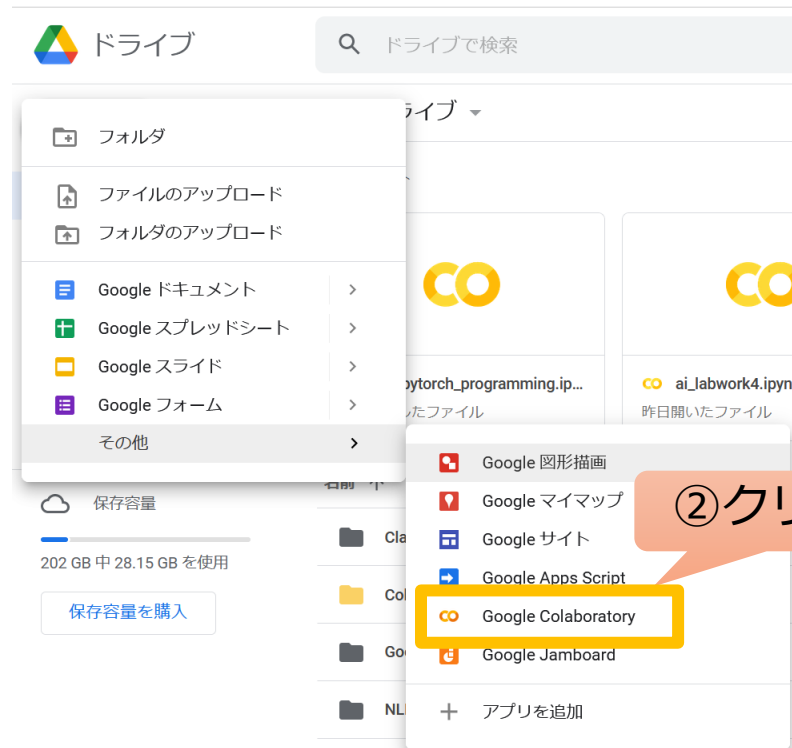 ドライブ
ドライブで検索
ライブ
フォルダ
ファイルのアップロード
フォルダのアップロード
Google ドキュメント
Google スプレッドシート
Google スライド
Google フォーム
その他
pytorch_programming.ip...
たファイル
ai_labwork4.ipyn
昨日開いたファイル
Google 図形描画
Google マイマップ
Google サイト
Google Apps Script
Google Colaboratory
Google Jamboard
アプリを追加
②クリ
保存容量
202 GB 中 28.15 GB を使用
保存容量を購入
名前
Cla
Col
Goo
NL